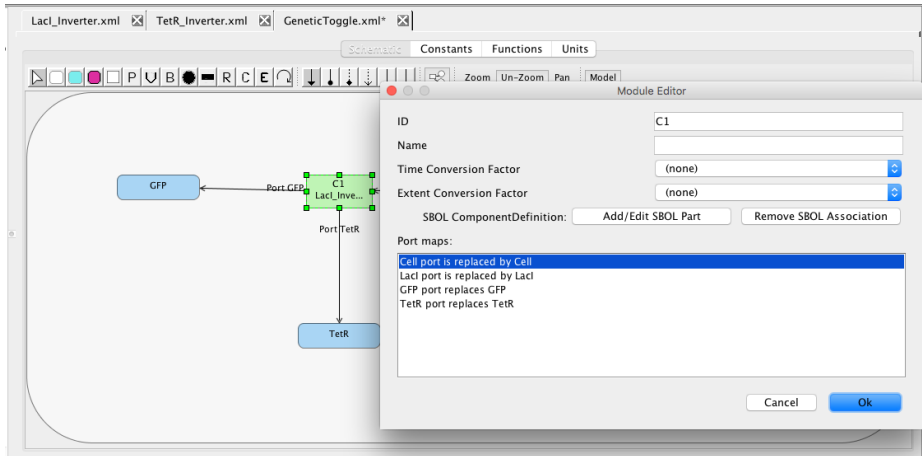 LacI_Inverter.xml TetR_Inverter.xml GeneticToggle.xml*
Schematic Constants Functions Units
P V B R C E Zoom Un-Zoom Pan Model
Module Editor
ID C1
Name
Time Conversion Factor (none)
Extent Conversion Factor (none)
SBOL ComponentDefinition: Add/Edit SBOL Part Remove SBOL Association
Port maps:
Cell port is replaced by Cell
LacI port is replaced by LacI
GFP port replaces GFP
TetR port replaces TetR
Cancel Ok
GFP
Port GFP
C1
LacI_Inve...
Port TetR
TetR